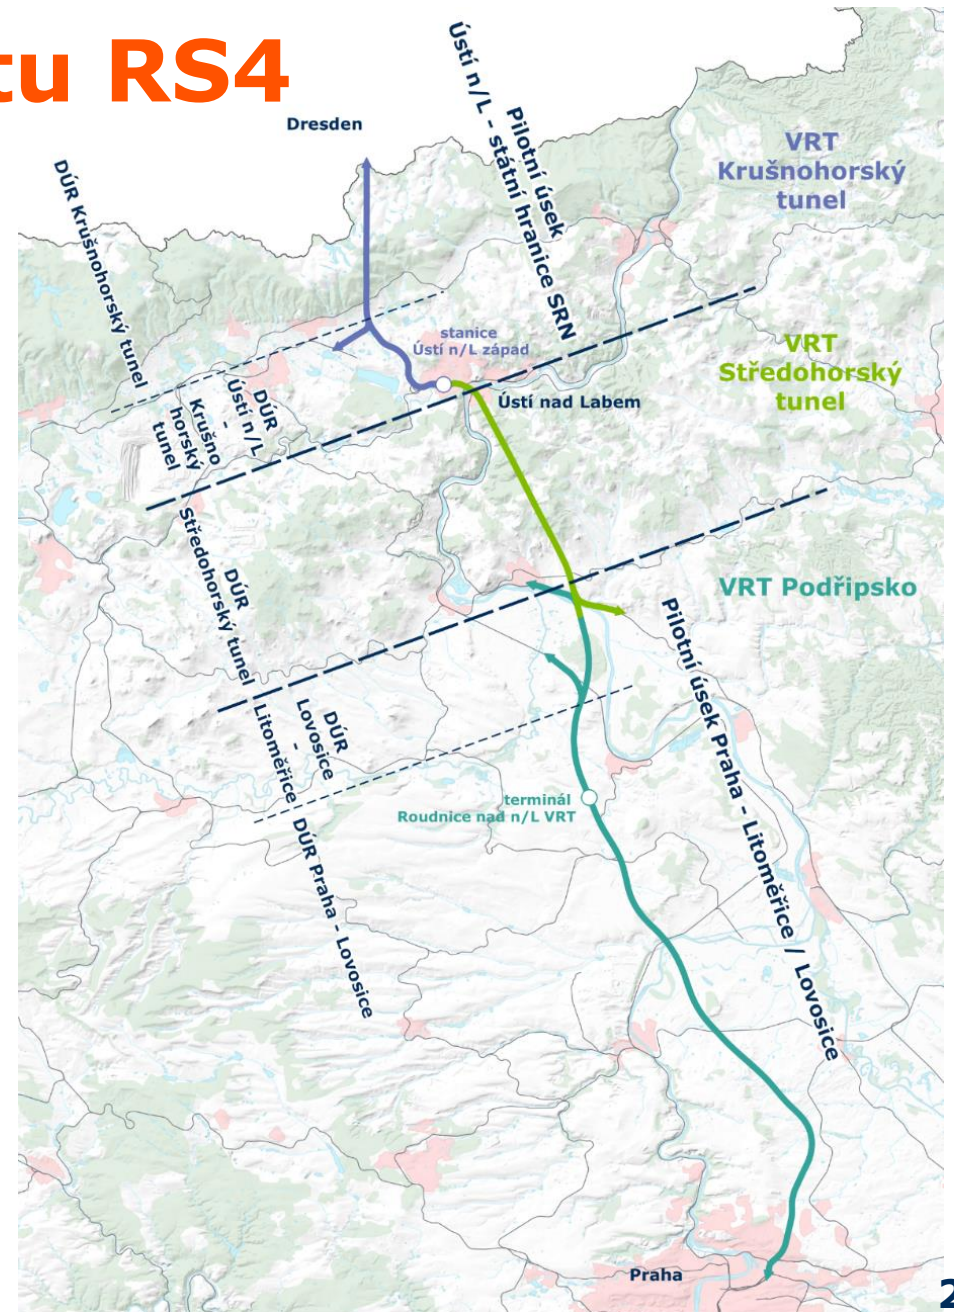 tu RS4
Dresden
Ústí n/L - státní hranice SRN
Pilotní úsek
VRT
Krušnohorský
tunel
DÚR Krušnohorský tunel
stanice
Ústí n/L západ
VRT
Středohorský
tunel
Ústí nad Labem
DÚR
-
Ústí n/L
Krušno
horský
tunel
DÚR
Středohorský tunel
VRT Podřipsko
Pilotní úsek Praha - Litoměřice / Lovosice
DÚR
Lovosice
-
Litoměřice
terminál
Roudnice nad n/L VRT
DÚR Praha - Lovosice
Praha
2